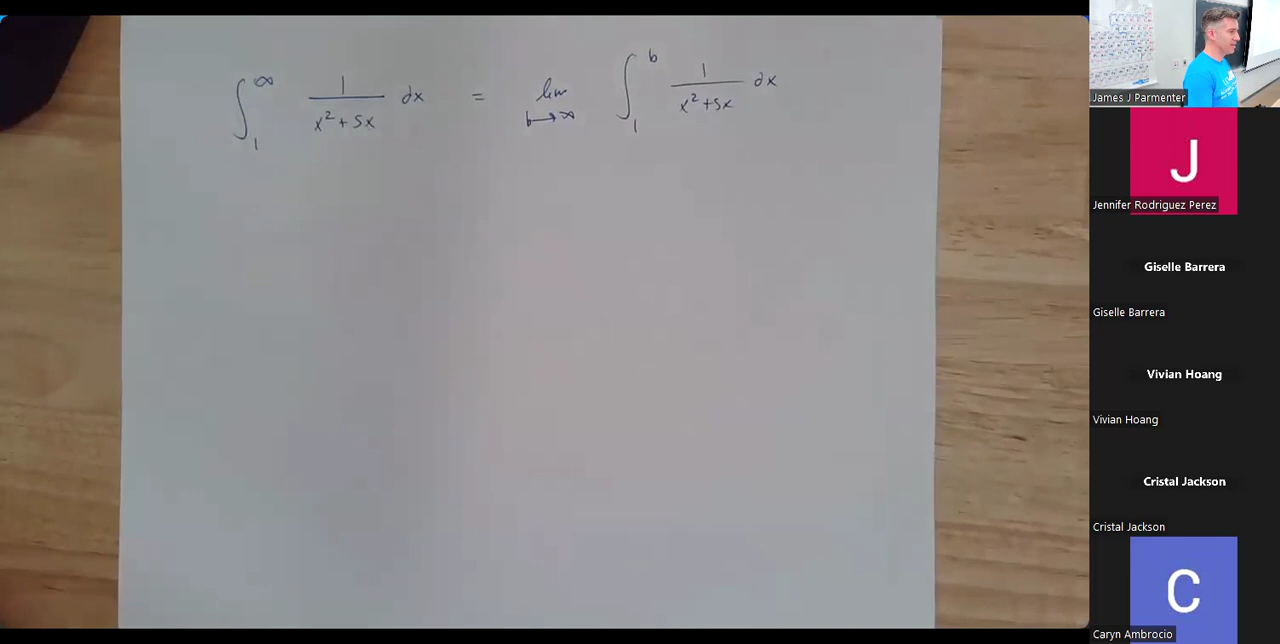 ∫₁^∞ 1/(x²+5x) dx = lim b→∞ ∫₁^b 1/(x²+5x) dx
James J Parmenter
J
Jennifer Rodriguez Perez
Giselle Barrera
Giselle Barrera
Vivian Hoang
Vivian Hoang
Cristal Jackson
Cristal Jackson
C
Caryn Ambrocio